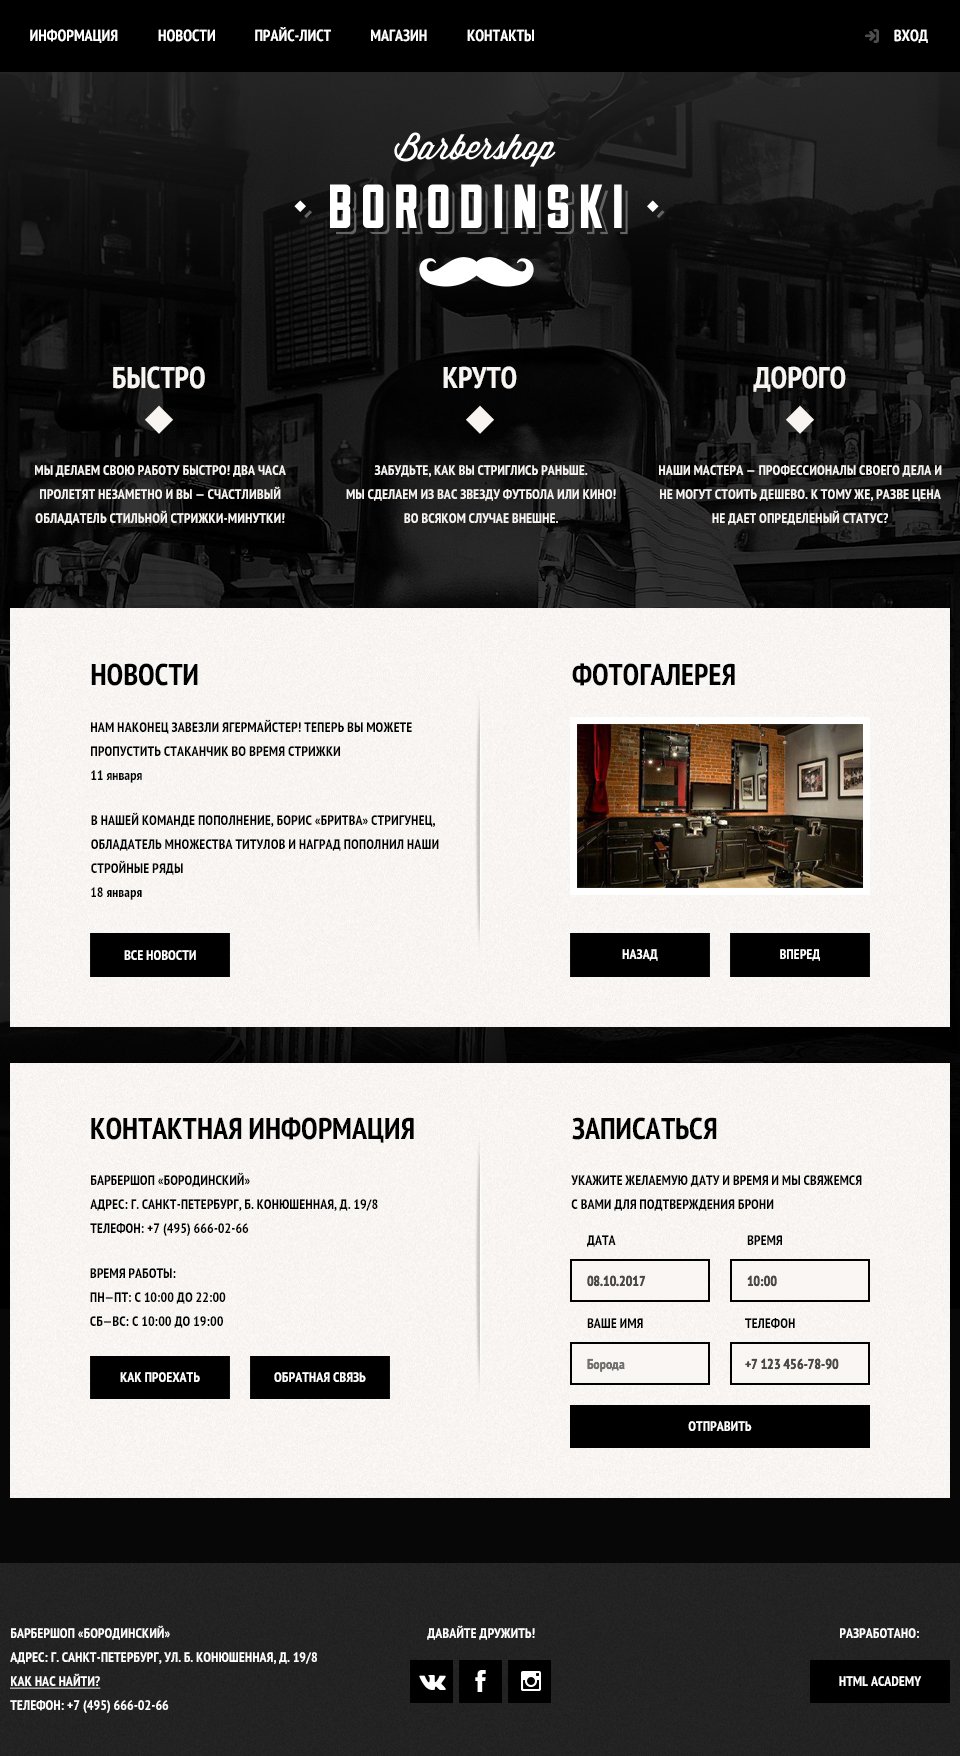 ИНФОРМАЦИЯ НОВОСТИ ПРАЙС-ЛИСТ МАГАЗИН КОНТАКТЫ ВХОД
Barbershop
BORODINSKI
БЫСТРО
МЫ ДЕЛАЕМ СВОЮ РАБОТУ БЫСТРО! ДВА ЧАСА
ПРОЛЕТЯТ НЕЗАМЕТНО И ВЫ — СЧАСТЛИВЫЙ
ОБЛАДАТЕЛЬ СТИЛЬНОЙ СТРИЖКИ-МИНУТКИ!
КРУТО
ЗАБУДЬТЕ, КАК ВЫ СТРИГЛИСЬ РАНЬШЕ.
МЫ СДЕЛАЕМ ИЗ ВАС ЗВЕЗДУ ФУТБОЛА ИЛИ КИНО!
ВО ВСЯКОМ СЛУЧАЕ ВНЕШНЕ.
ДОРОГО
НАШИ МАСТЕРА — ПРОФЕССИОНАЛЫ СВОЕГО ДЕЛА И
НЕ МОГУТ СТОИТЬ ДЕШЕВО. К ТОМУ ЖЕ, РАЗВЕ ЦЕНА
НЕ ДАЕТ ОПРЕДЕЛЕНЫЙ СТАТУС?
НОВОСТИ
НАМ НАКОНЕЦ ЗАВЕЗЛИ ЯГЕРМАЙСТЕР! ТЕПЕРЬ ВЫ МОЖЕТЕ
ПРОПУСТИТЬ СТАКАНЧИК ВО ВРЕМЯ СТРИЖКИ
11 января
В НАШЕЙ КОМАНДЕ ПОПОЛНЕНИЕ, БОРИС «БРИТВА» СТРИГУНЕЦ,
ОБЛАДАТЕЛЬ МНОЖЕСТВА ТИТУЛОВ И НАГРАД ПОПОЛНИЛ НАШИ
СТРОЙНЫЕ РЯДЫ
18 января
ВСЕ НОВОСТИ
ФОТОГАЛЕРЕЯ
НАЗАД ВПЕРЕД
КОНТАКТНАЯ ИНФОРМАЦИЯ
БАРБЕРШОП «БОРОДИНСКИЙ»
АДРЕС: Г. САНКТ-ПЕТЕРБУРГ, Б. КОНЮШЕННАЯ, Д. 19/8
ТЕЛЕФОН: +7 (495) 666-02-66
ВРЕМЯ РАБОТЫ:
ПН—ПТ: С 10:00 ДО 22:00
СБ—ВС: С 10:00 ДО 19:00
КАК ПРОЕХАТЬ ОБРАТНАЯ СВЯЗЬ
ЗАПИСАТЬСЯ
УКАЖИТЕ ЖЕЛАЕМУЮ ДАТУ И ВРЕМЯ И МЫ СВЯЖЕМСЯ
С ВАМИ ДЛЯ ПОДТВЕРЖДЕНИЯ БРОНИ
ДАТА ВРЕМЯ
08.10.2017 10:00
ВАШЕ ИМЯ ТЕЛЕФОН
Борода +7 123 456-78-90
ОТПРАВИТЬ
БАРБЕРШОП «БОРОДИНСКИЙ»
АДРЕС: Г. САНКТ-ПЕТЕРБУРГ, УЛ. Б. КОНЮШЕННАЯ, Д. 19/8
КАК НАС НАЙТИ?
ТЕЛЕФОН: +7 (495) 666-02-66
ДАВАЙТЕ ДРУЖИТЬ!
РАЗРАБОТАНО:
HTML ACADEMY